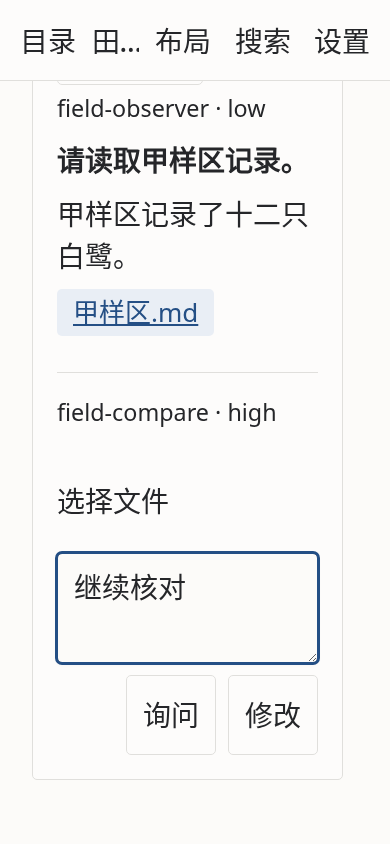 目录 田... 布局 搜索 设置
field-observer · low
请读取甲样区记录。
甲样区记录了十二只
白鹭。
甲样区.md
field-compare · high
选择文件
继续核对
询问 修改